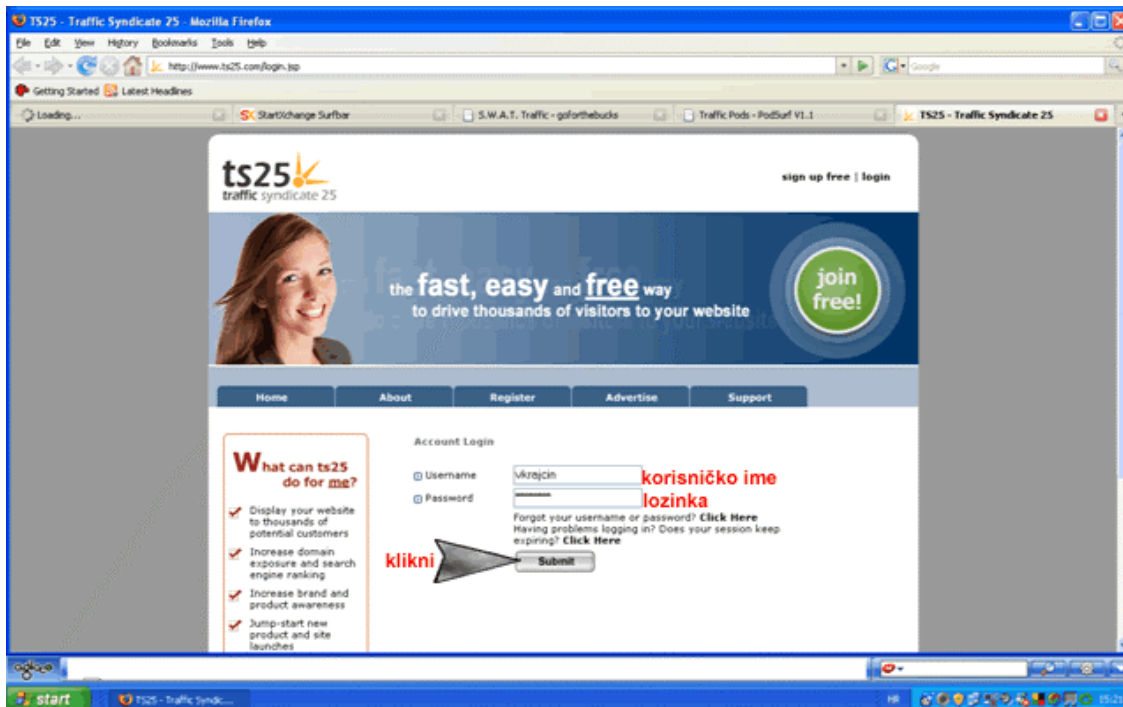 TS25 - Traffic Syndicate 25 - Mozilla Firefox
File Edit View History Bookmarks Tools Help
http://www.ts25.com/login.jsp
Google
Getting Started Latest Headlines
Loading...
StartXchange Surfbar
S.W.A.T. Traffic - goforthebucks
Traffic Pods - PodSurf V1.1
TS25 - Traffic Syndicate 25
ts25
traffic syndicate 25
sign up free | login
the fast, easy and free way
to drive thousands of visitors to your website
join
free!
Home About Register Advertise Support
What can ts25
do for me?
Display your website
to thousands of
potential customers
Increase domain
exposure and search
engine ranking
Increase brand and
product awareness
Jump-start new
product and site
launches
Account Login
Username vkrajcin korisničko ime
Password lozinka
Forgot your username or password? Click Here
Having problems logging in? Does your session keep
expiring? Click Here
klikni Submit
start
TS25 - Traffic Syndic...
HR
15:21